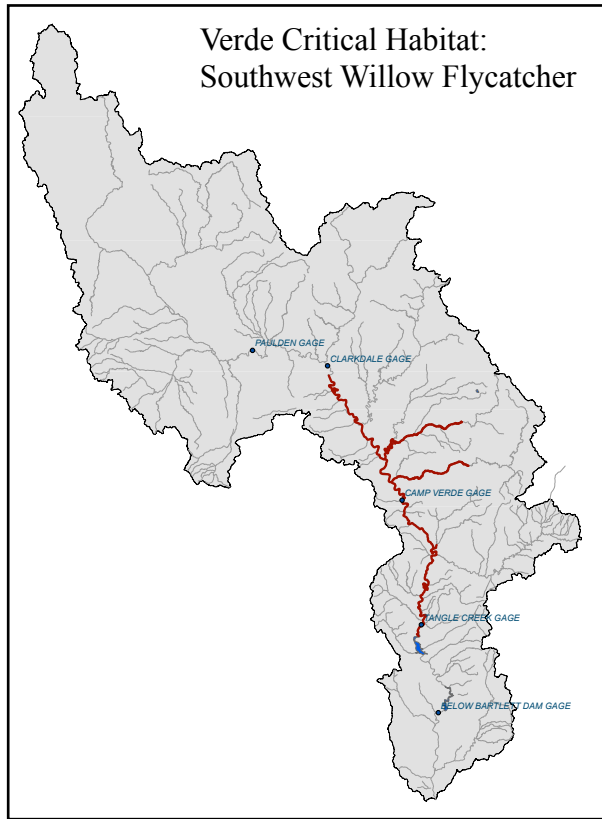 Verde Critical Habitat:
Southwest Willow Flycatcher
PAULDEN GAGE
CLARKDALE GAGE
CAMP VERDE GAGE
TANGLE CREEK GAGE
BELOW BARTLETT DAM GAGE